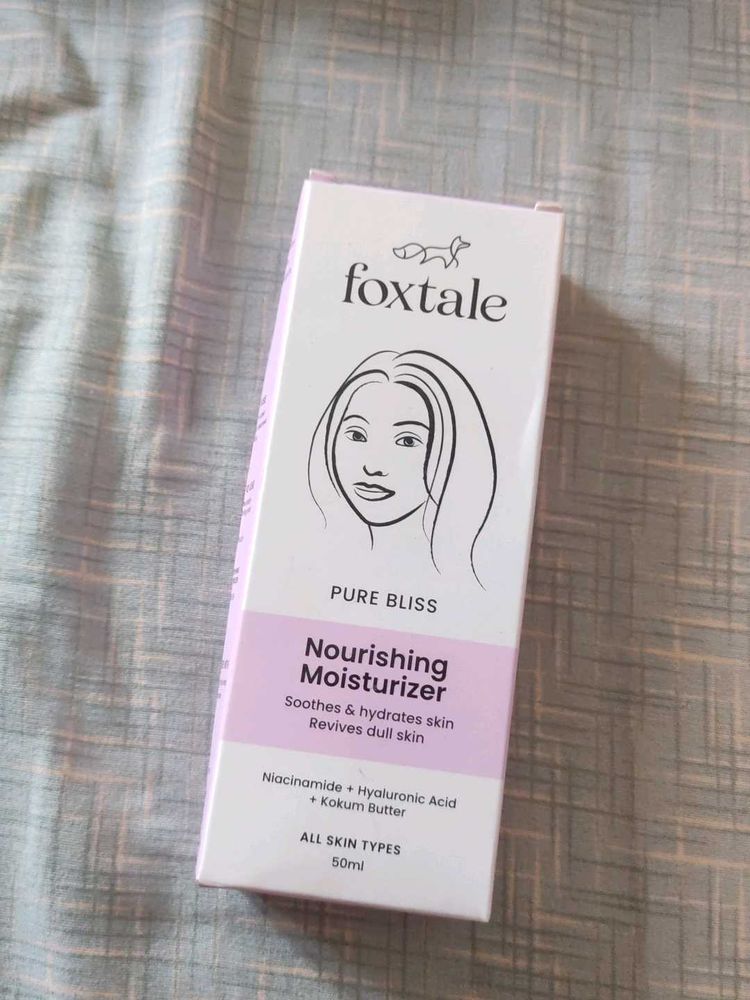 foxtale
PURE BLISS
Nourishing
Moisturizer
Soothes & hydrates skin
Revives dull skin
Niacinamide + Hyaluronic Acid
+ Kokum Butter
ALL SKIN TYPES
50ml